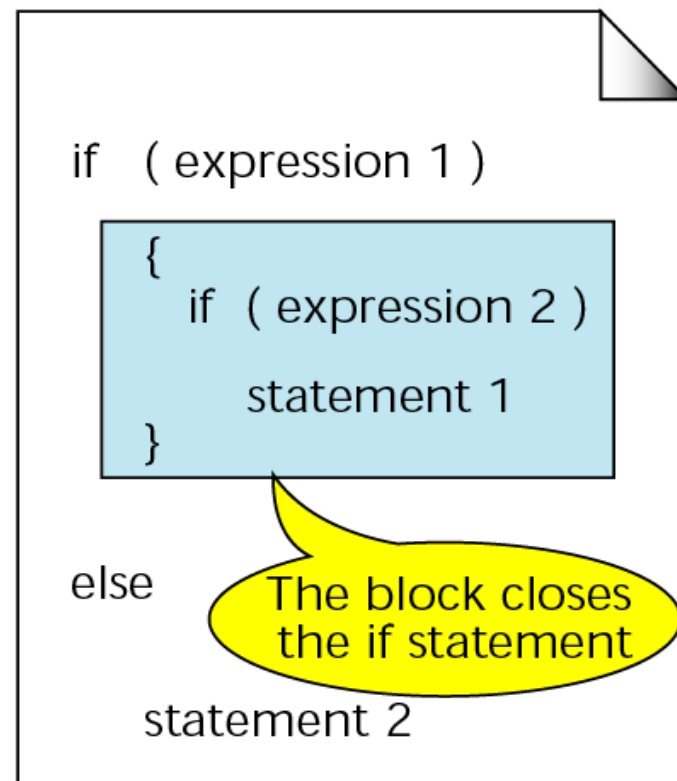 if ( expression 1 )
{
if ( expression 2 )
statement 1
}
else
The block closes
the if statement
statement 2